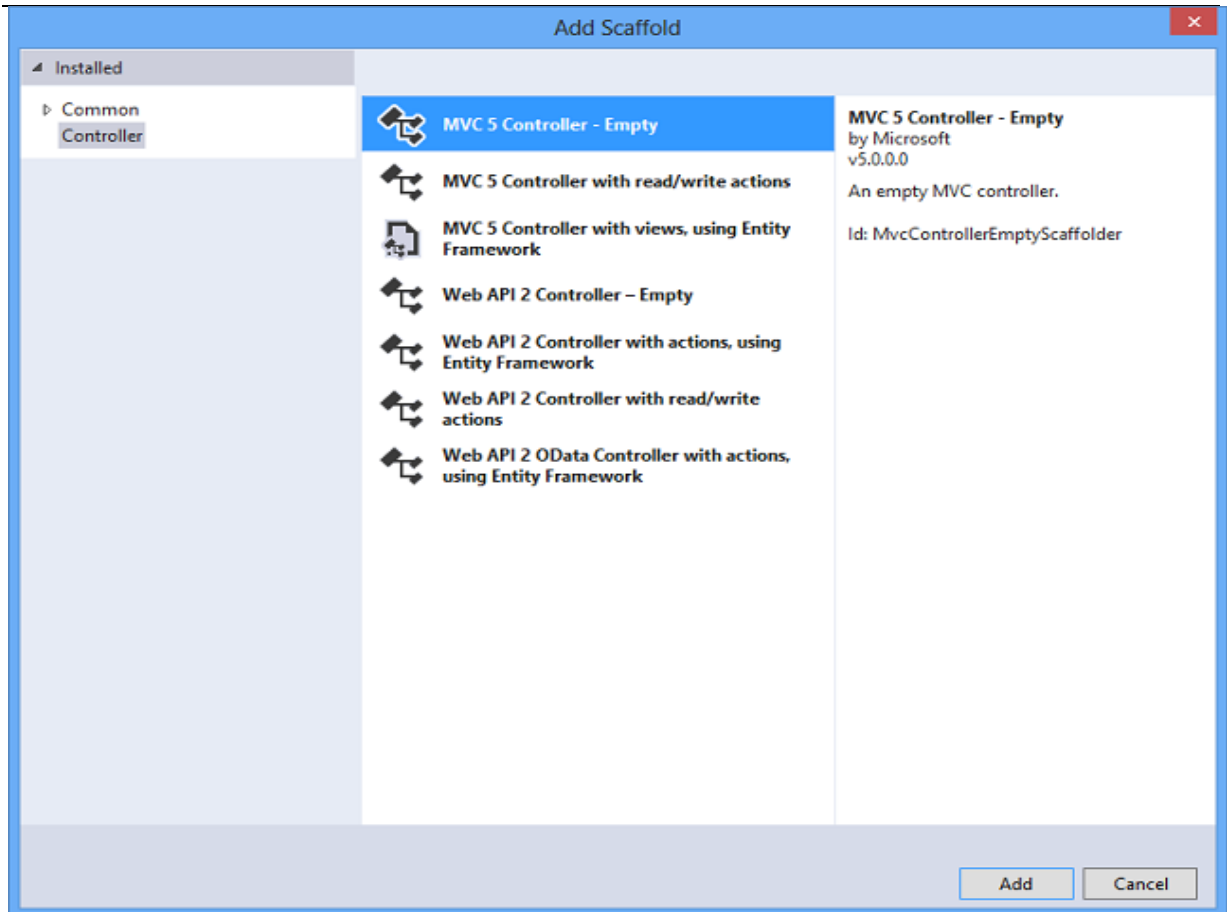 Add Scaffold
Installed
Common
Controller
MVC 5 Controller - Empty
MVC 5 Controller with read/write actions
MVC 5 Controller with views, using Entity
Framework
Web API 2 Controller – Empty
Web API 2 Controller with actions, using
Entity Framework
Web API 2 Controller with read/write
actions
Web API 2 OData Controller with actions,
using Entity Framework
MVC 5 Controller - Empty
by Microsoft
v5.0.0.0
An empty MVC controller.
Id: MvcControllerEmptyScaffolder
Add
Cancel